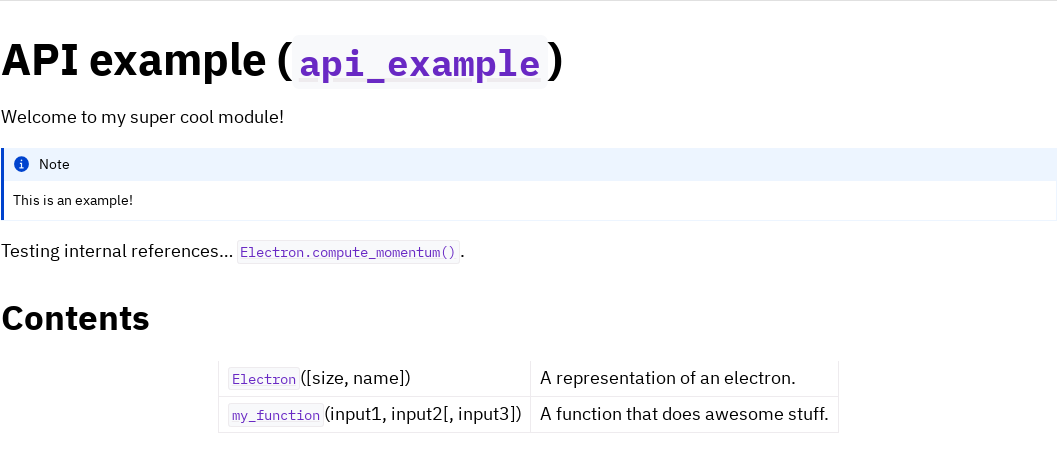 API example (api_example)
Welcome to my super cool module!
Note
This is an example!
Testing internal references... Electron.compute_momentum().
Contents
Electron([size, name]) A representation of an electron.
my_function(input1, input2[, input3]) A function that does awesome stuff.